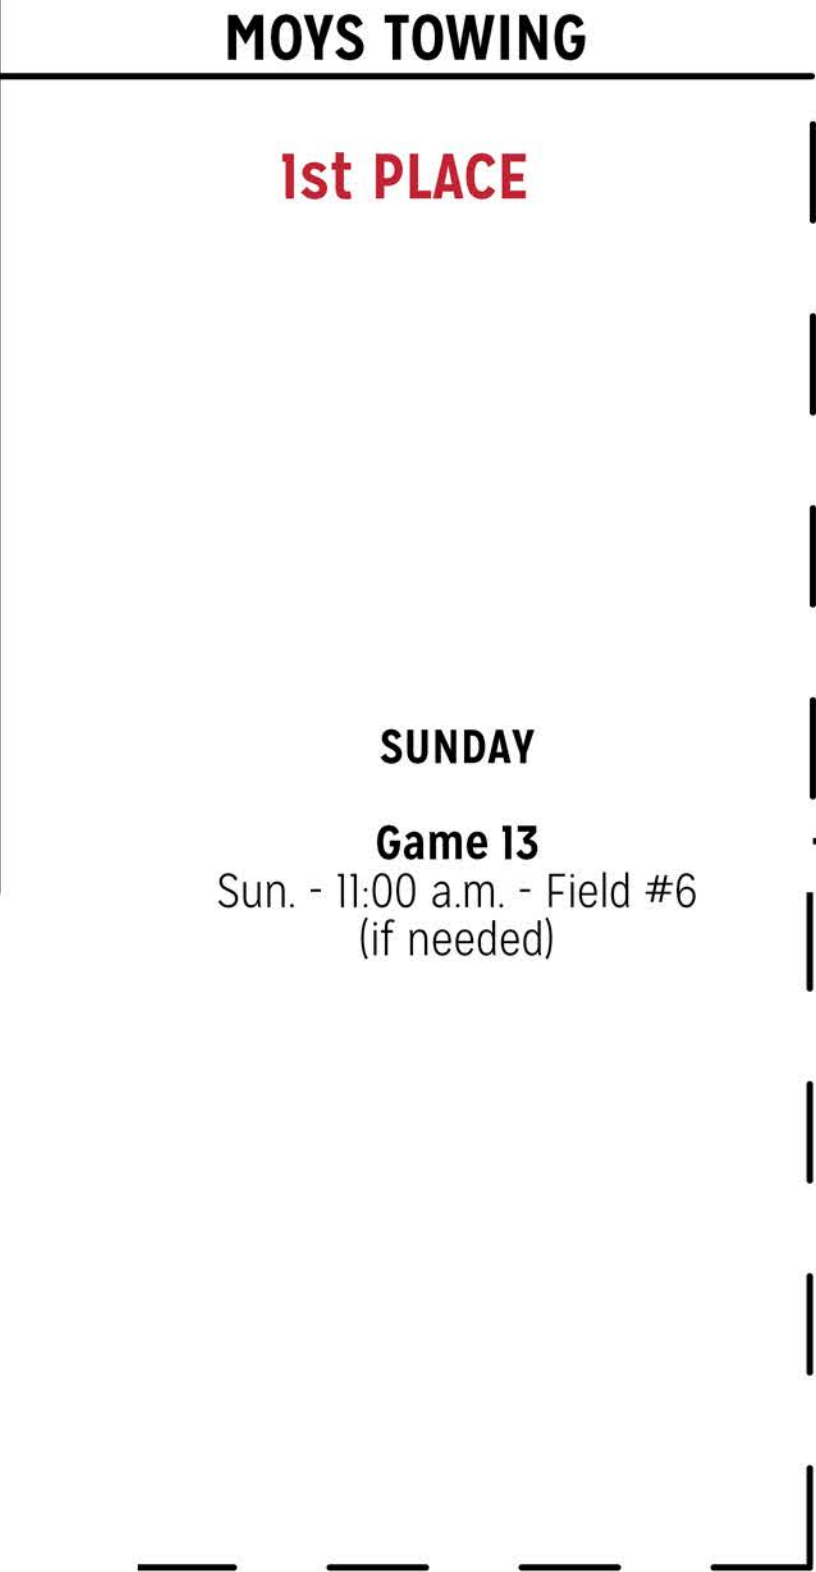 MOYS TOWING
1st PLACE
SUNDAY
Game 13
Sun. - 11:00 a.m. - Field #6
(if needed)